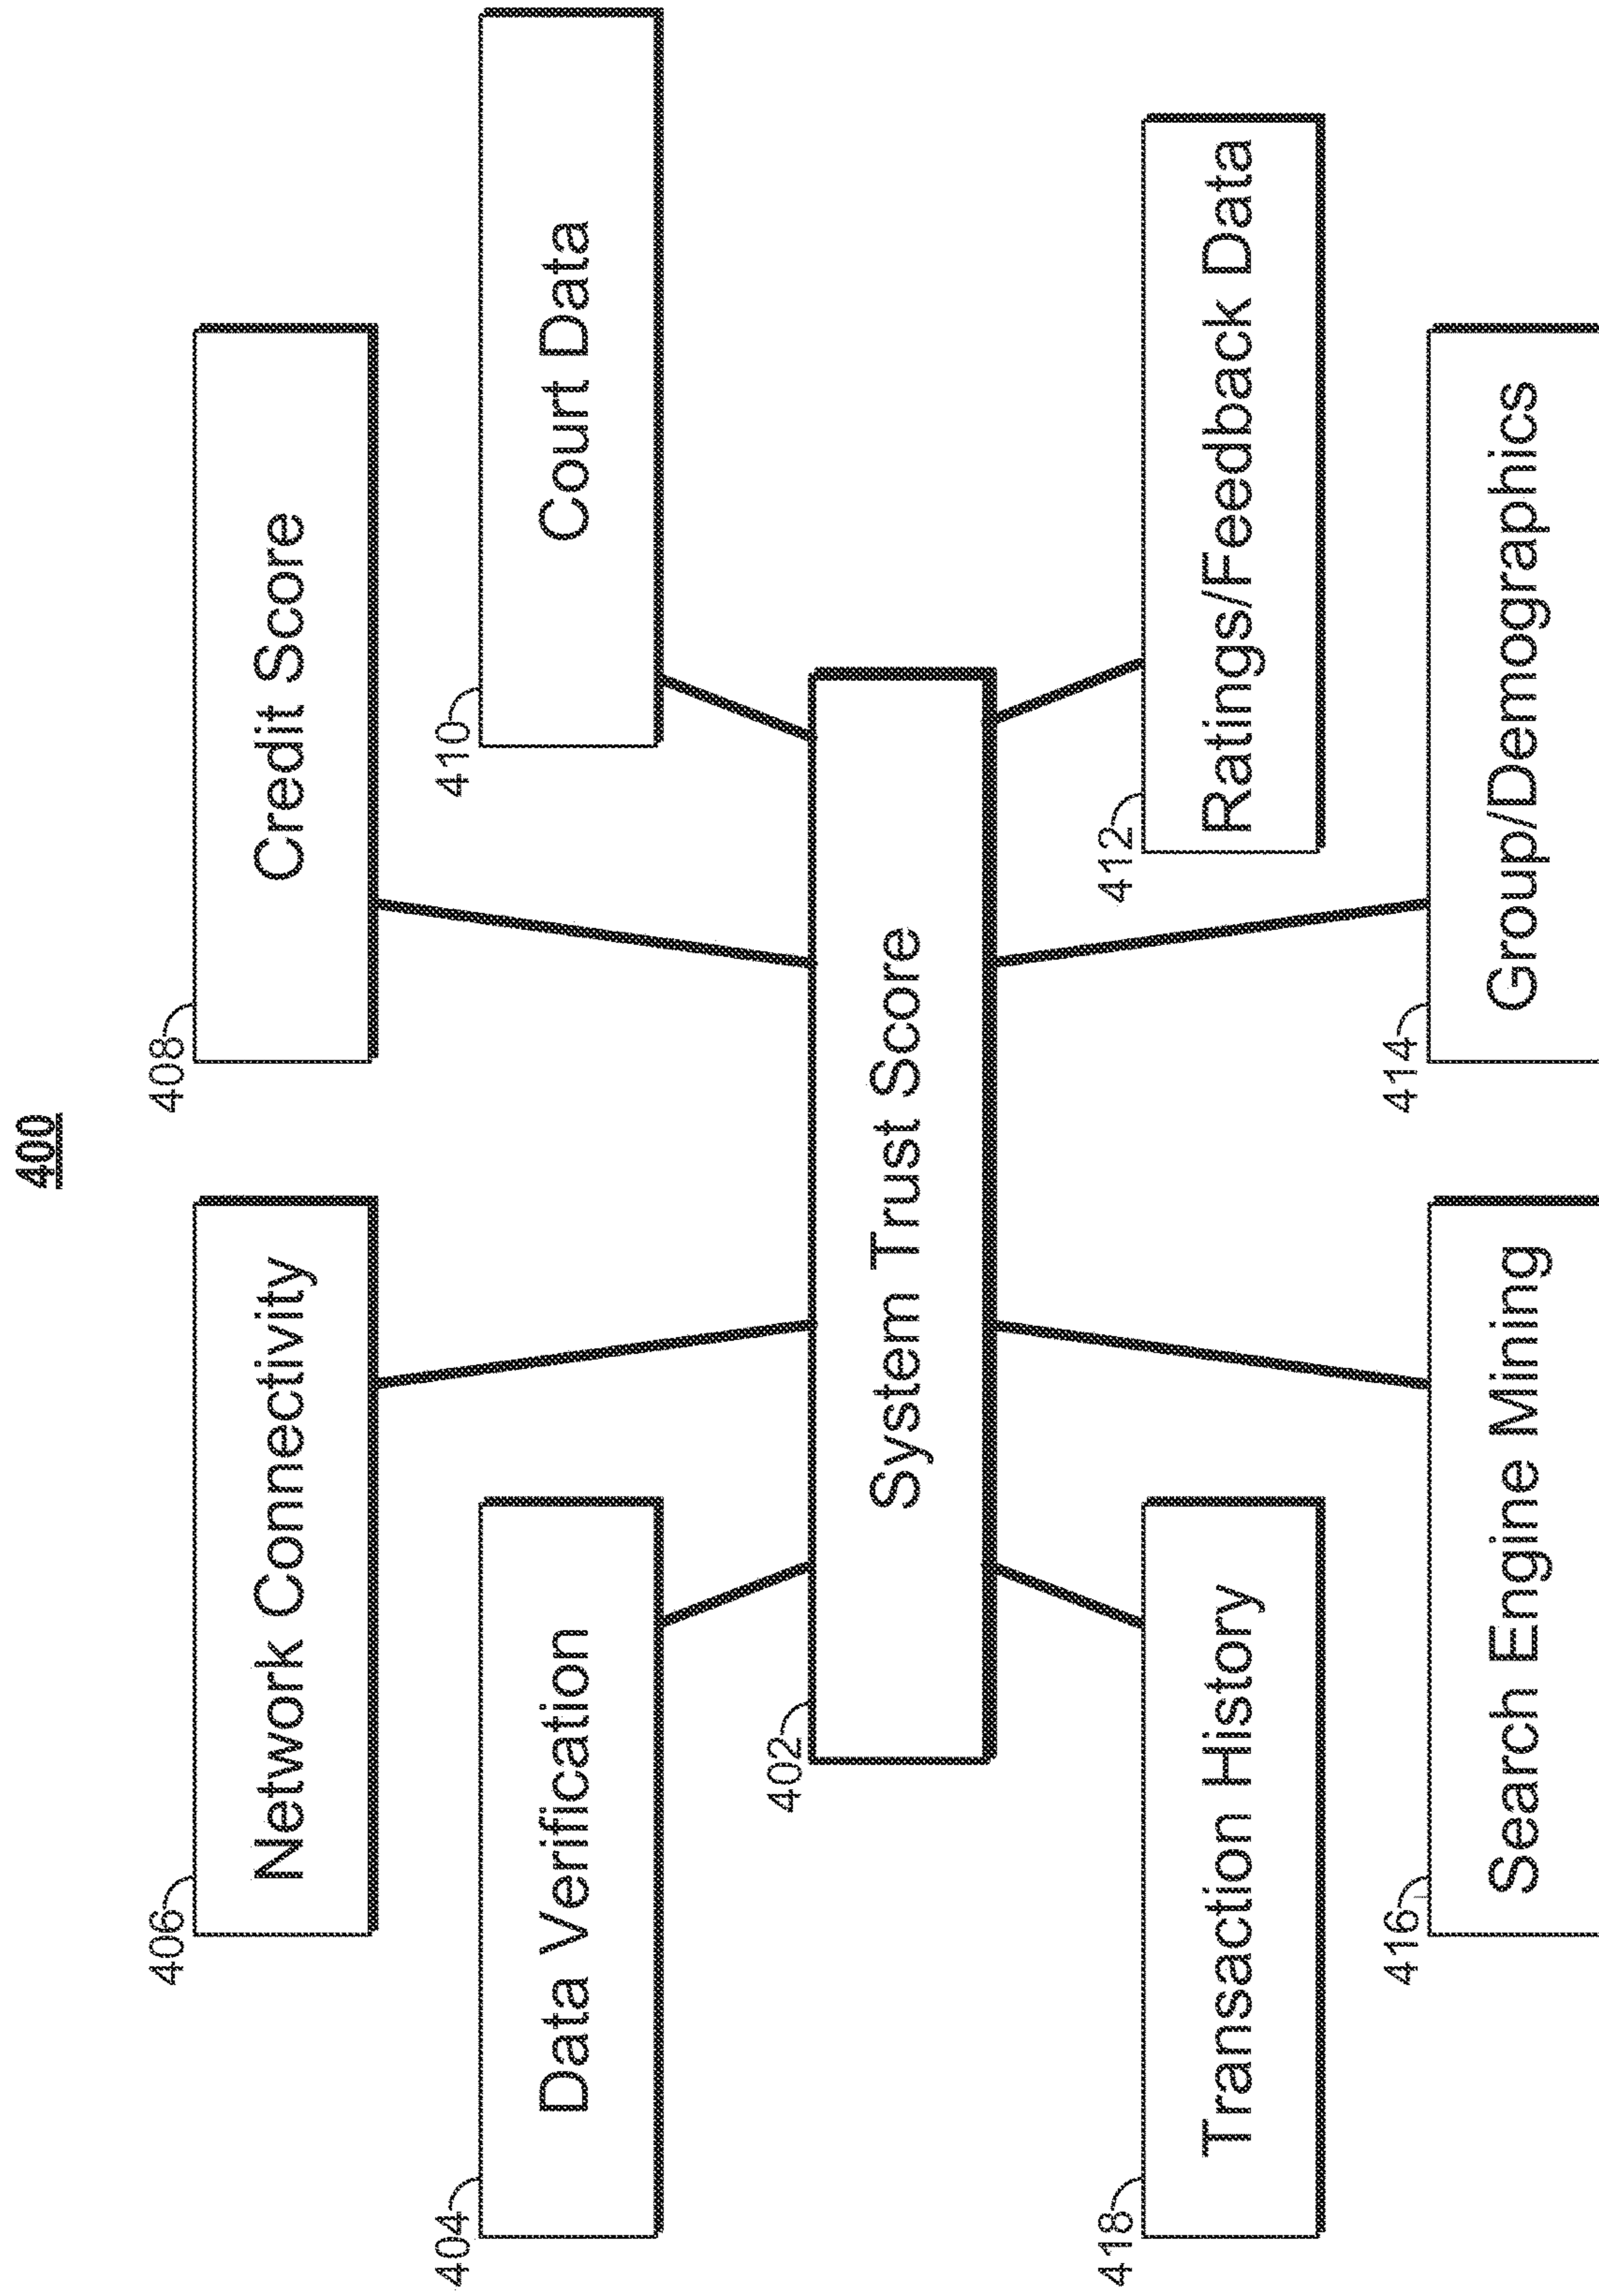 400
406
Network Connectivity
408
Credit Score
404
Data Verification
410
Court Data
402
System Trust Score
418
Transaction History
412
Ratings/Feedback Data
416
Search Engine Mining
414
Group/Demographics